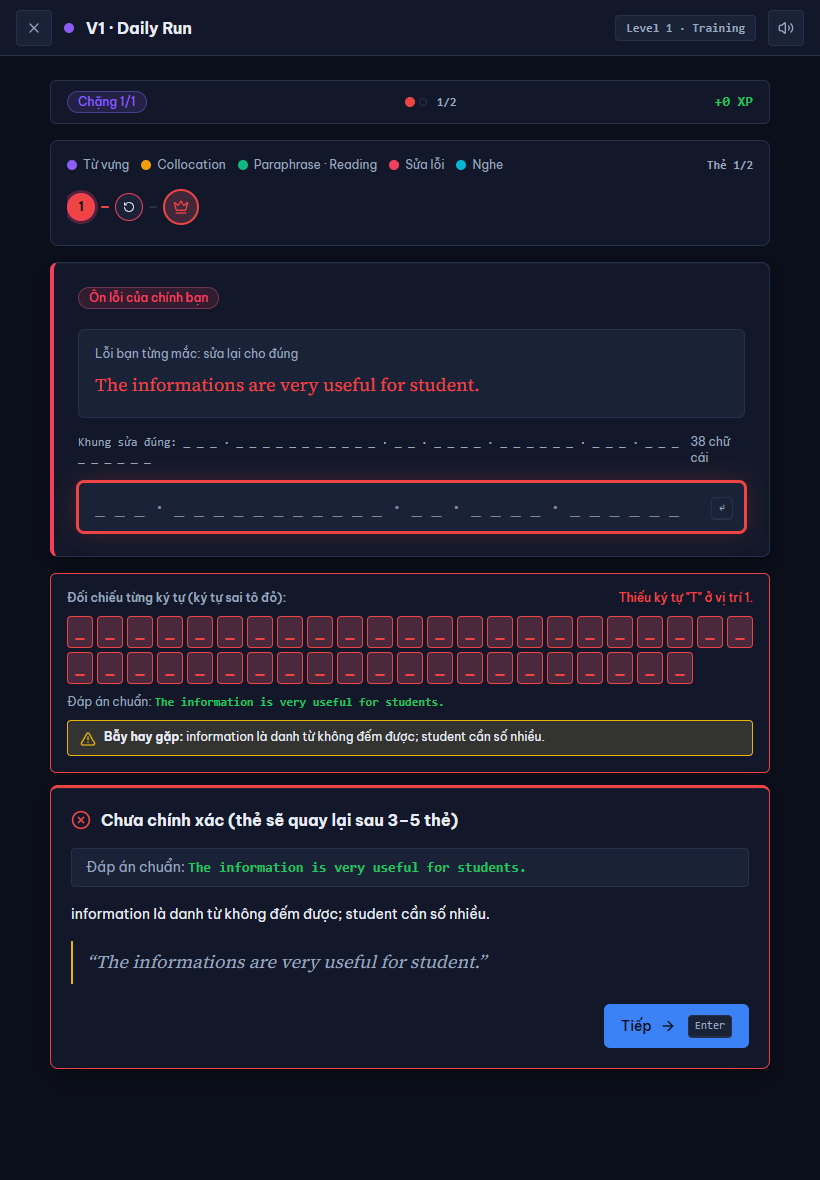 V1 · Daily Run
Level 1 · Training
Chặng 1/1
1/2
+0 XP
Từ vựng
Collocation
Paraphrase · Reading
Sửa lỗi
Nghe
Thẻ 1/2
1
Ôn lỗi của chính bạn
Lỗi bạn từng mắc: sửa lại cho đúng
The informations are very useful for student.
Khung sửa đúng: _ _ _ · _ _ _ _ _ _ _ _ _ _ _ · _ _ · _ _ _ _ · _ _ _ _ _ _ · _ _ _ · _ _ _
_ _ _ _ _ _
38 chữ
cái
_ _ _ · _ _ _ _ _ _ _ _ _ _ _ · _ _ · _ _ _ _ · _ _ _ _ _ _
↵
Đối chiếu từng ký tự (ký tự sai tô đỏ):
Thiếu ký tự "T" ở vị trí 1.
_ _ _ _ _ _ _ _ _ _ _ _ _ _ _ _ _ _ _ _ _ _ _
_ _ _ _ _ _ _ _ _ _ _ _ _ _ _ _ _ _ _ _ _
Đáp án chuẩn: The information is very useful for students.
Bẫy hay gặp: information là danh từ không đếm được; student cần số nhiều.
Chưa chính xác (thẻ sẽ quay lại sau 3–5 thẻ)
Đáp án chuẩn: The information is very useful for students.
information là danh từ không đếm được; student cần số nhiều.
“The informations are very useful for student.”
Tiếp → Enter